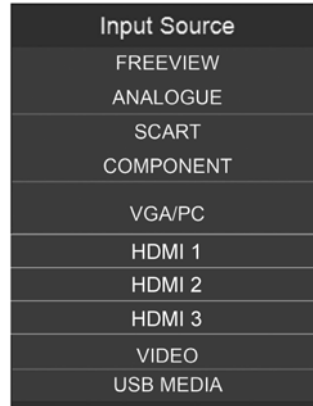 Input Source
FREEVIEW
ANALOGUE
SCART
COMPONENT
VGA/PC
HDMI 1
HDMI 2
HDMI 3
VIDEO
USB MEDIA